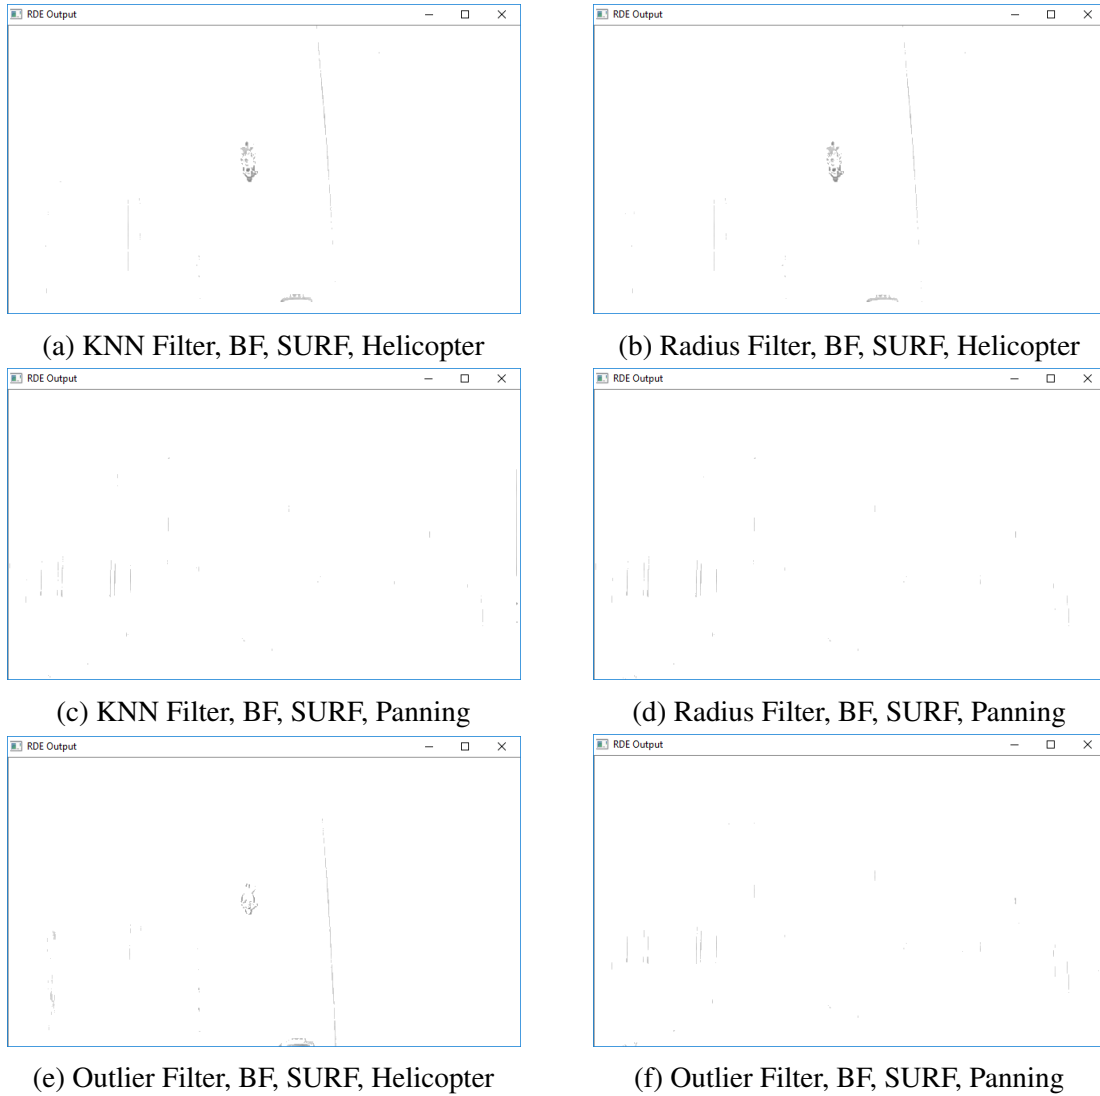 RDE Output
RDE Output
(a) KNN Filter, BF, SURF, Helicopter
(b) Radius Filter, BF, SURF, Helicopter
RDE Output
RDE Output
(c) KNN Filter, BF, SURF, Panning
(d) Radius Filter, BF, SURF, Panning
RDE Output
RDE Output
(e) Outlier Filter, BF, SURF, Helicopter
(f) Outlier Filter, BF, SURF, Panning